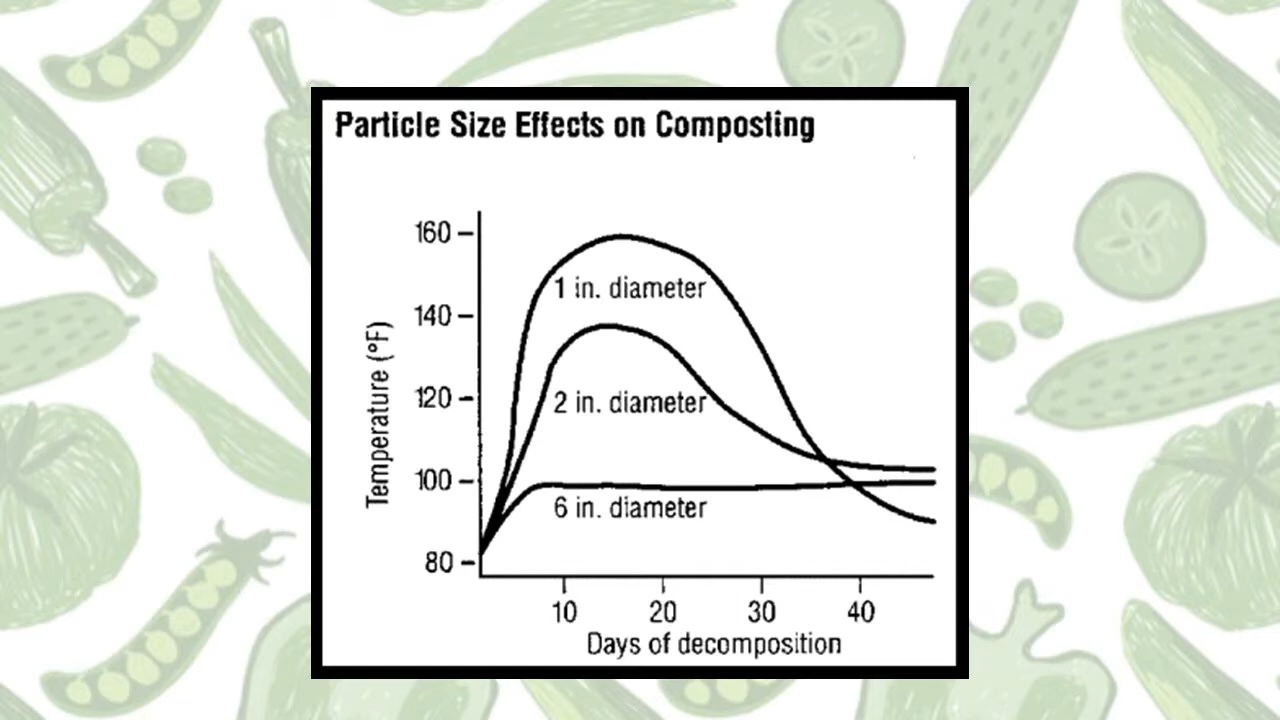 Particle Size Effects on Composting
160
1 in. diameter
140
120
2 in. diameter
100
6 in. diameter
80
Temperature (°F)
10 20 30 40
Days of decomposition